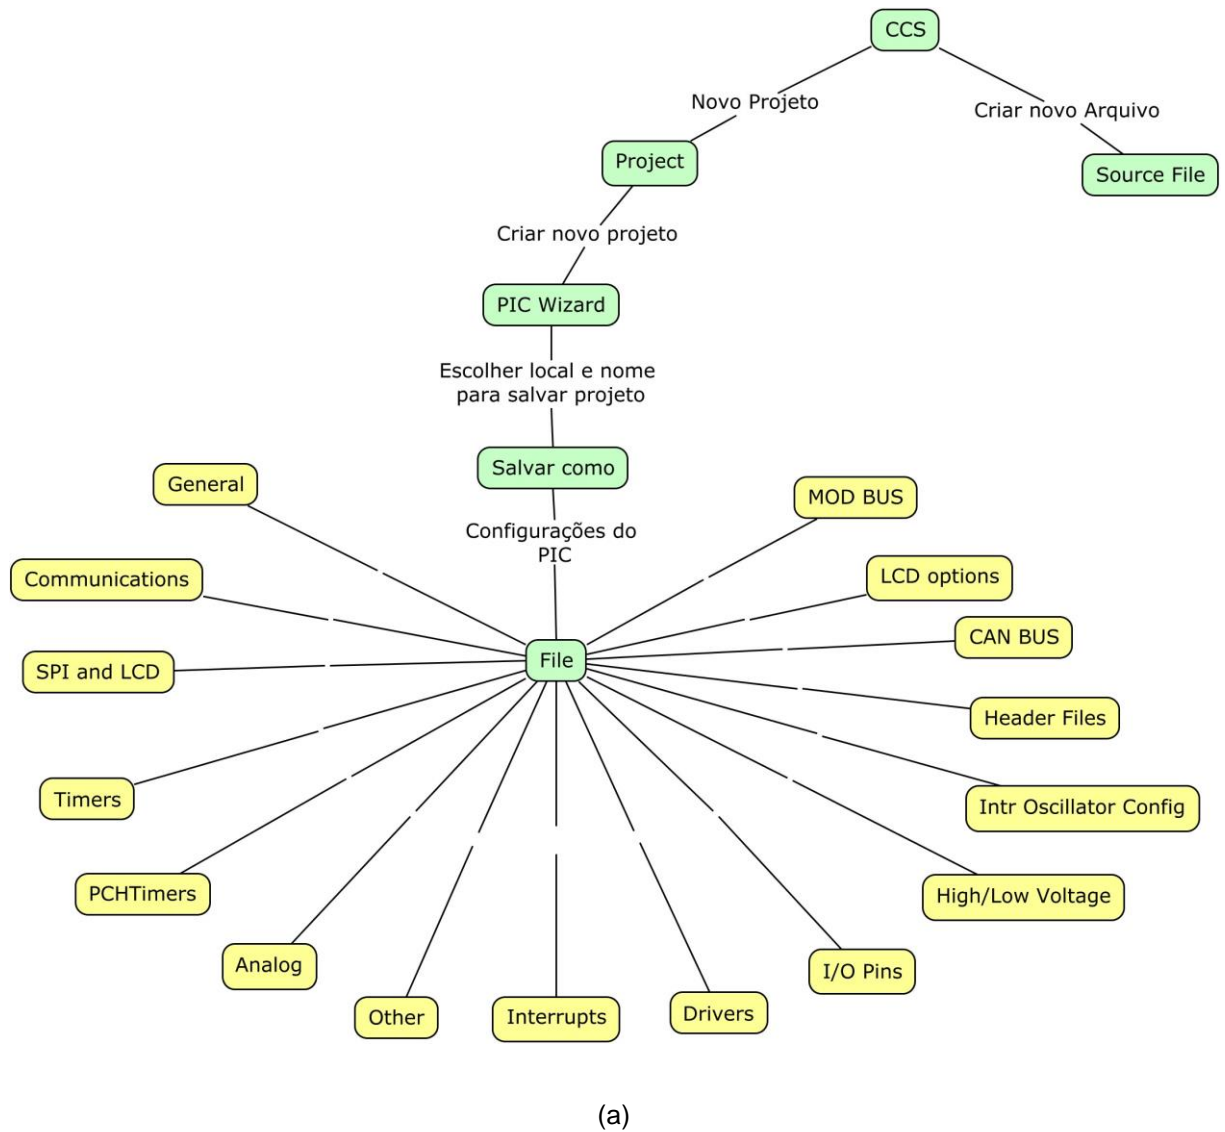 CCS
Novo Projeto
Criar novo Arquivo
Project
Source File
Criar novo projeto
PIC Wizard
Escolher local e nome
para salvar projeto
Salvar como
General
MOD BUS
Configurações do
PIC
Communications
LCD options
CAN BUS
File
SPI and LCD
Header Files
Timers
Intr Oscillator Config
PCHTimers
High/Low Voltage
Analog
I/O Pins
Other
Interrupts
Drivers
(a)